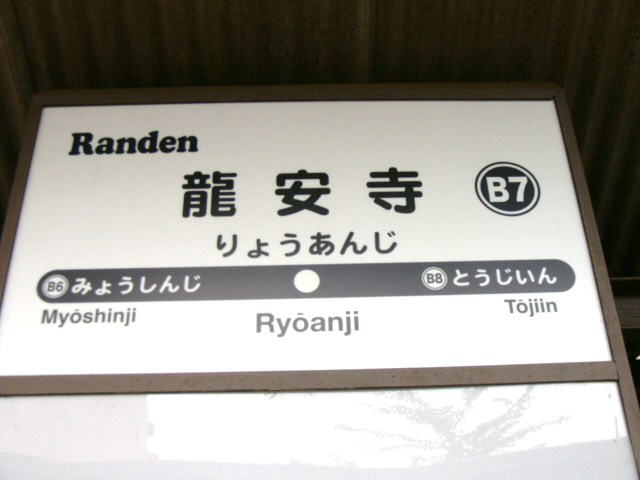 Randen
龍安寺 B7
りょうあんじ
B6 みょうしんじ B8 とうじいん
Myōshinji Ryōanji Tōjiin